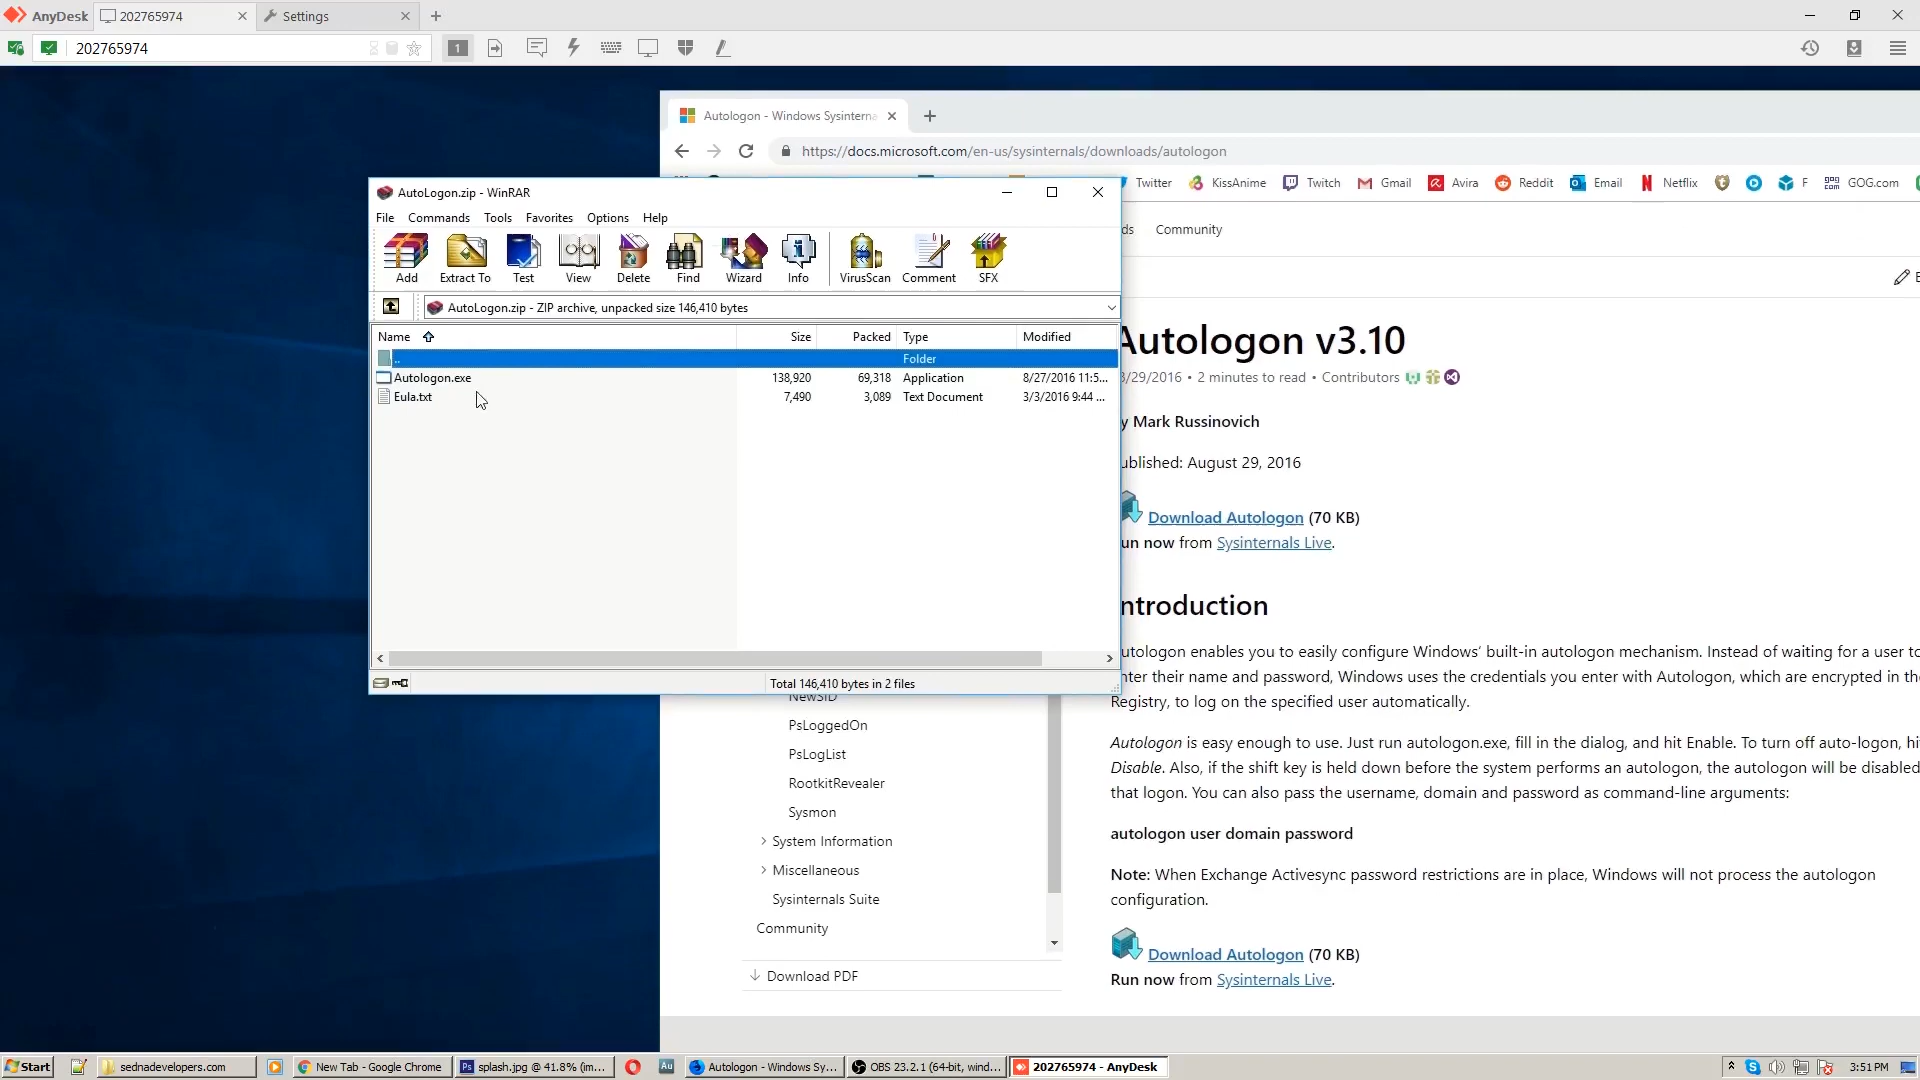 AnyDesk
202765974
Settings
202765974
1
Autologon - Windows Sysinterna
https://docs.microsoft.com/en-us/sysinternals/downloads/autologon
Twitter
KissAnime
Twitch
Gmail
Avira
Reddit
Email
Netflix
F
GOG.com
ds
Community
AutoLogon.zip - WinRAR
File Commands Tools Favorites Options Help
Add Extract To Test View Delete Find Wizard Info VirusScan Comment SFX
AutoLogon.zip - ZIP archive, unpacked size 146,410 bytes
Name Size Packed Type Modified
.. Folder
Autologon.exe 138,920 69,318 Application 8/27/2016 11:5...
Eula.txt 7,490 3,089 Text Document 3/3/2016 9:44 ...
Total 146,410 bytes in 2 files
Autologon v3.10
8/29/2016 • 2 minutes to read • Contributors
y Mark Russinovich
ublished: August 29, 2016
Download Autologon (70 KB)
un now from Sysinternals Live.
ntroduction
utologon enables you to easily configure Windows' built-in autologon mechanism. Instead of waiting for a user to
nter their name and password, Windows uses the credentials you enter with Autologon, which are encrypted in the
Registry, to log on the specified user automatically.
Autologon is easy enough to use. Just run autologon.exe, fill in the dialog, and hit Enable. To turn off auto-logon, hi
Disable. Also, if the shift key is held down before the system performs an autologon, the autologon will be disabled
that logon. You can also pass the username, domain and password as command-line arguments:
autologon user domain password
Note: When Exchange Activesync password restrictions are in place, Windows will not process the autologon
configuration.
Download Autologon (70 KB)
Run now from Sysinternals Live.
NewSID
PsLoggedOn
PsLogList
RootkitRevealer
Sysmon
System Information
Miscellaneous
Sysinternals Suite
Community
Download PDF
Start
sednadevelopers.com
New Tab - Google Chrome
Ps
splash.jpg @ 41.8% (im...
Au
Autologon - Windows Sy...
OBS 23.2.1 (64-bit, wind...
202765974 - AnyDesk
3:51 PM